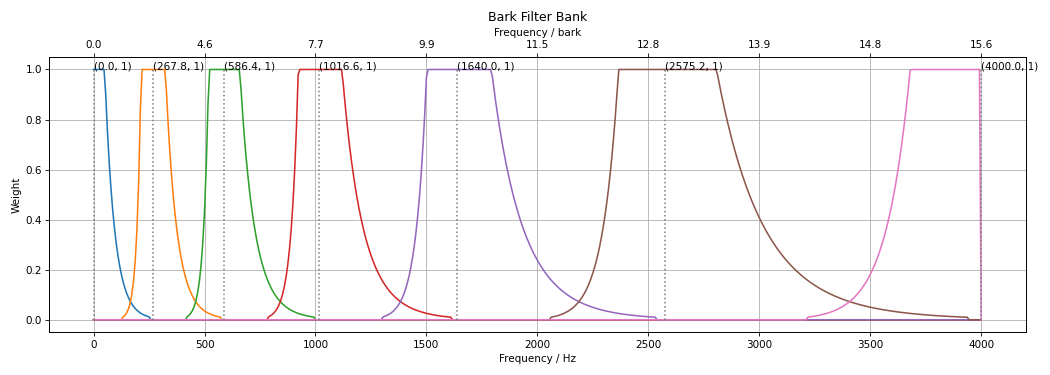 Bark Filter Bank
Frequency / bark
0.0 4.6 7.7 9.9 11.5 12.8 13.9 14.8 15.6
(0.0, 1) (267.8, 1) (586.4, 1) (1016.6, 1) (1640.0, 1) (2575.2, 1) (4000.0, 1)
1.0
0.8
0.6
0.4
0.2
0.0
Weight
0 500 1000 1500 2000 2500 3000 3500 4000
Frequency / Hz